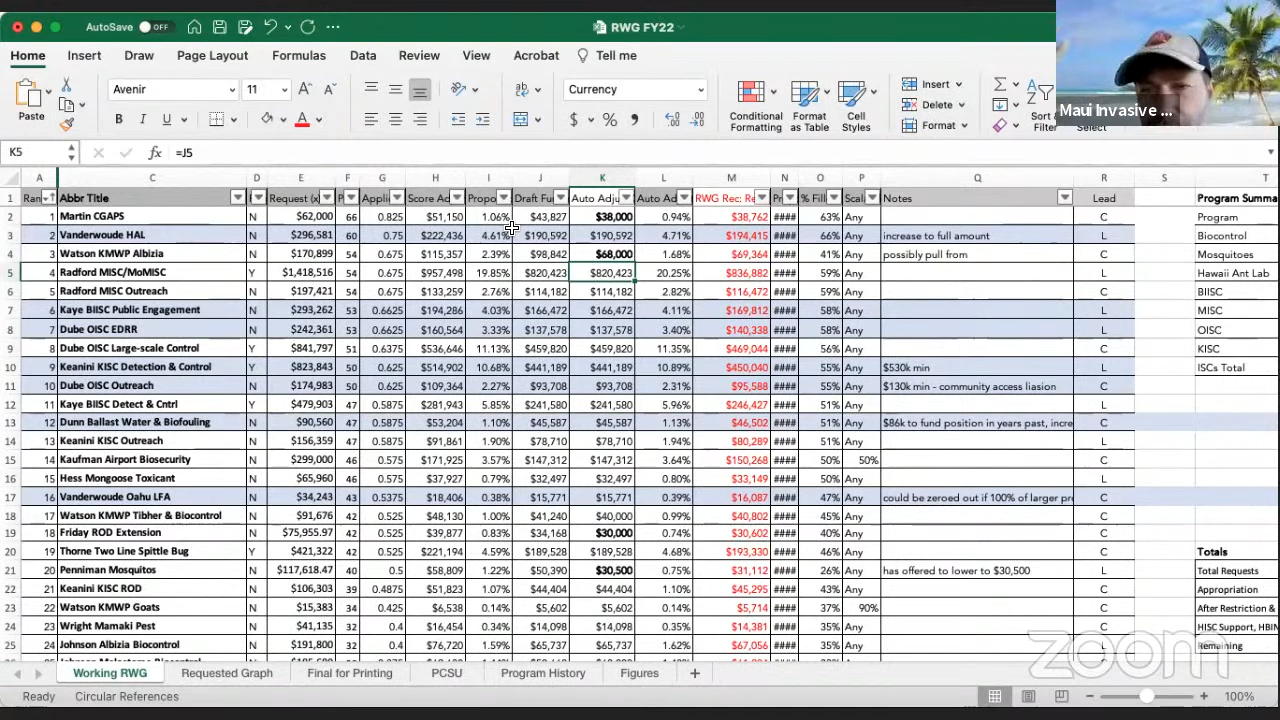 AutoSave OFF RWG FY22
Home Insert Draw Page Layout Formulas Data Review View Acrobat Tell me
Paste Avenir 11 Currency Conditional Formatting Format as Table Cell Styles Insert Delete Format Sort & Filter Select
Maui Invasive ...
K5 fx =J5
A C D E F G H I J K L M N O P Q R S T
1 Ran Abbr Title Request (x Applic Score Ad Propo Draft Fu Auto Adju Auto Ad RWG Rec: Re % Fill Scal Notes Lead Program Summa
2 1 Martin CGAPS N $62,000 66 0.825 $51,150 1.06% $43,827 $38,000 0.94% $38,762 #### 63% Any C Program
3 2 Vanderwoude HAL N $296,581 60 0.75 $222,436 4.61% $190,592 $190,592 4.71% $194,415 #### 66% Any increase to full amount L Biocontrol
4 3 Watson KMWP Albizia N $170,899 54 0.675 $115,357 2.39% $98,842 $68,000 1.68% $69,364 #### 41% Any possibly pull from C Mosquitoes
5 4 Radford MISC/MoMISC Y $1,418,516 54 0.675 $957,498 19.85% $820,423 $820,423 20.25% $836,882 #### 59% Any L Hawaii Ant Lab
6 5 Radford MISC Outreach N $197,421 54 0.675 $133,259 2.76% $114,182 $114,182 2.82% $116,472 #### 59% Any C BIISC
7 6 Kaye BIISC Public Engagement N $293,262 53 0.6625 $194,286 4.03% $166,472 $166,472 4.11% $169,812 #### 58% Any L MISC
8 7 Dube OISC EDRR N $242,361 53 0.6625 $160,564 3.33% $137,578 $137,578 3.40% $140,338 #### 58% Any L OISC
9 8 Dube OISC Large-scale Control Y $841,797 51 0.6375 $536,646 11.13% $459,820 $459,820 11.35% $469,044 #### 56% Any C KISC
10 9 Keanini KISC Detection & Control Y $823,843 50 0.625 $514,902 10.68% $441,189 $441,189 10.89% $450,040 #### 55% Any $530k min L ISCs Total
11 10 Dube OISC Outreach N $174,983 50 0.625 $109,364 2.27% $93,708 $93,708 2.31% $95,588 #### 55% Any $130k min - community access liasion C
12 11 Kaye BIISC Detect & Cntrl Y $479,903 47 0.5875 $281,943 5.85% $241,580 $241,580 5.96% $246,427 #### 51% Any L
13 12 Dunn Ballast Water & Biofouling N $90,560 47 0.5875 $53,204 1.10% $45,587 $45,587 1.13% $46,502 #### 51% Any $86k to fund position in years past, incre C
14 13 Keanini KISC Outreach N $156,359 47 0.5875 $91,861 1.90% $78,710 $78,710 1.94% $80,289 #### 51% Any L
15 14 Kaufman Airport Biosecurity N $299,000 46 0.575 $171,925 3.57% $147,312 $147,312 3.64% $150,268 #### 50% 50% C
16 15 Hess Mongoose Toxicant N $65,960 46 0.575 $37,927 0.79% $32,497 $32,497 0.80% $33,149 #### 50% Any L
17 16 Vanderwoude Oahu LFA N $34,243 43 0.5375 $18,406 0.38% $15,771 $15,771 0.39% $16,087 #### 47% Any could be zeroed out if 100% of larger pr C
18 17 Watson KMWP Tibher & Biocontrol N $91,676 42 0.525 $48,130 1.00% $41,240 $40,000 0.99% $40,802 #### 45% Any C
19 18 Friday ROD Extension N $75,955.97 42 0.525 $39,877 0.83% $34,168 $30,000 0.74% $30,602 #### 40% Any C
20 19 Thorne Two Line Spittle Bug Y $421,322 42 0.525 $221,194 4.59% $189,528 $189,528 4.68% $193,330 #### 46% Any C Totals
21 20 Penniman Mosquitos N $117,618.47 40 0.5 $58,809 1.22% $50,390 $30,500 0.75% $31,112 #### 26% Any has offered to lower to $30,500 L Total Requests
22 21 Keanini KISC ROD N $106,303 39 0.4875 $51,823 1.07% $44,404 $44,404 1.10% $45,295 #### 43% Any C Appropriation
23 22 Watson KMWP Goats N $15,383 34 0.425 $6,538 0.14% $5,602 $5,602 0.14% $5,714 #### 37% 90% C After Restriction &
24 23 Wright Mamaki Pest N $41,135 32 0.4 $16,454 0.34% $14,098 $14,098 0.35% $14,381 #### 35% Any C HISC Support, HBIN
25 24 Johnson Albizia Biocontrol N $191,800 32 0.4 $76,720 1.59% $65,737 $65,737 1.62% $67,056 #### 35% Any Remaining
zoom
Working RWG Requested Graph Final for Printing PCSU Program History Figures +
Ready Circular References 100%